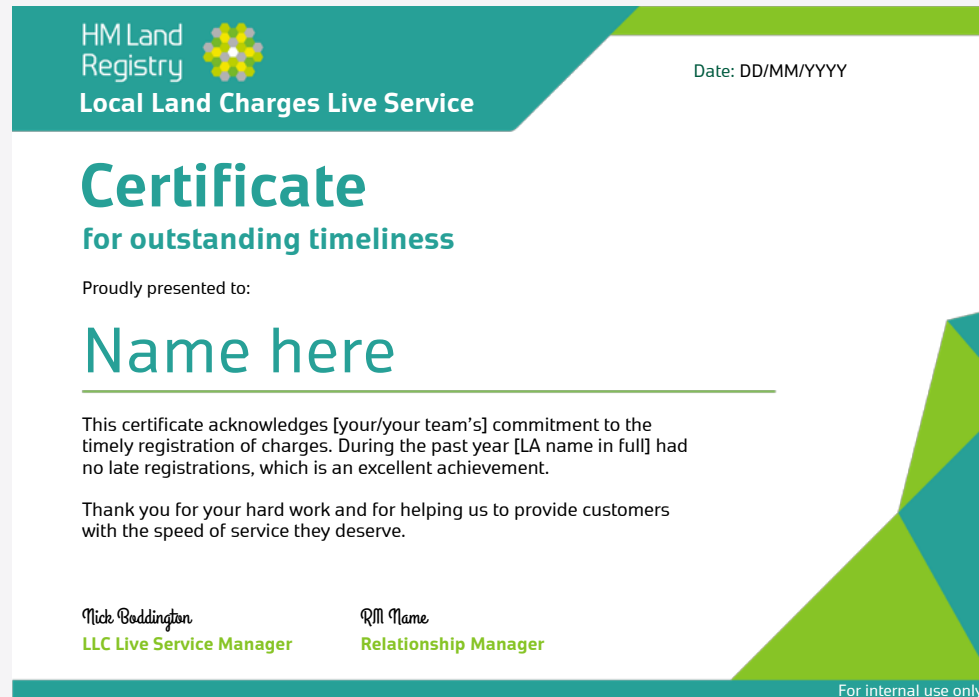 HM Land
Registry
Local Land Charges Live Service
Date: DD/MM/YYYY
Certificate
for outstanding timeliness
Proudly presented to:
Name here
This certificate acknowledges [your/your team’s] commitment to the
timely registration of charges. During the past year [LA name in full] had
no late registrations, which is an excellent achievement.
Thank you for your hard work and for helping us to provide customers
with the speed of service they deserve.
Nick Boddington
RM Name
LLC Live Service Manager
Relationship Manager
For internal use only